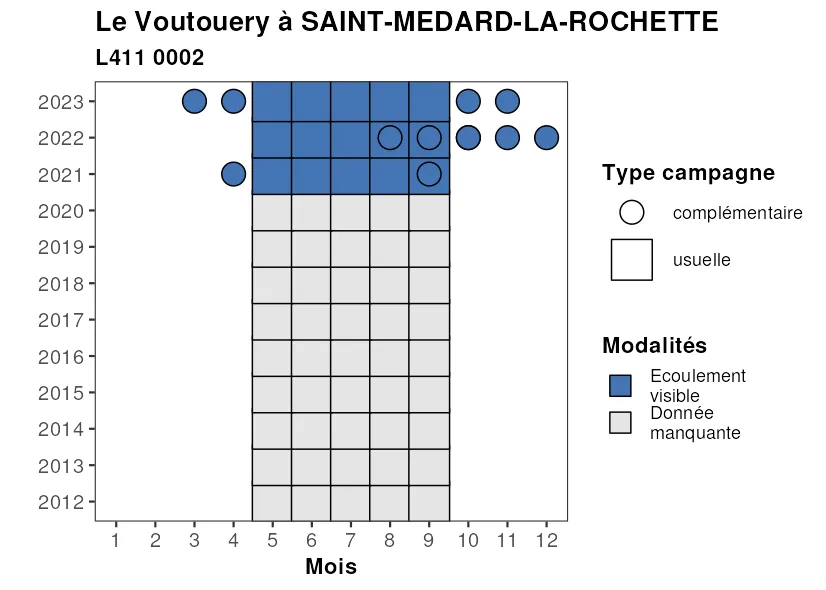 Le Voutouery à SAINT-MEDARD-LA-ROCHETTE
L411 0002
2023
2022
2021
2020
2019
2018
2017
2016
2015
2014
2013
2012
1 2 3 4 5 6 7 8 9 10 11 12
Mois
Type campagne
complémentaire
usuelle
Modalités
Ecoulement
visible
Donnée
manquante